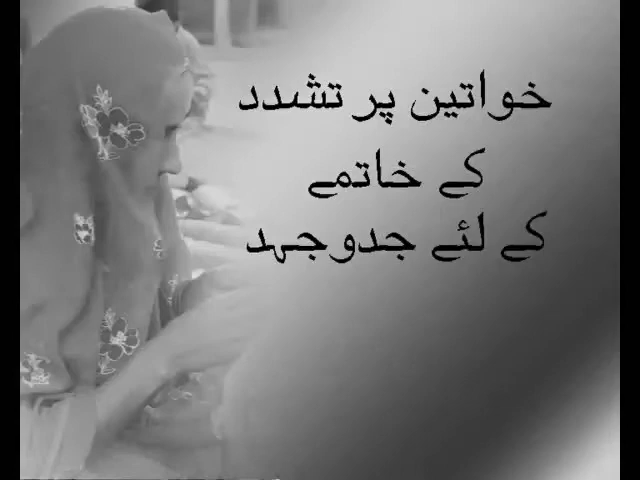 خواتین پر تشدد
کے خاتمے
کے لئے جدوجہد